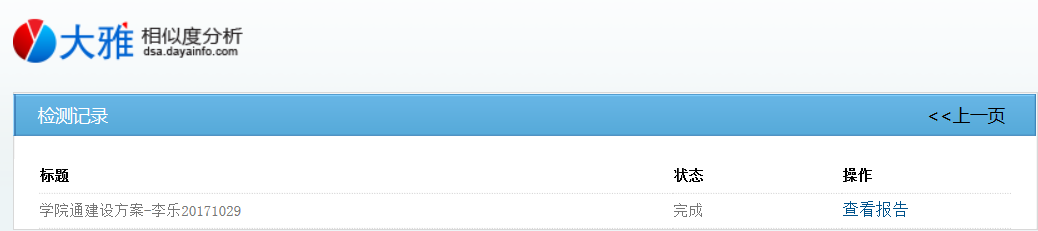 大雅 相似度分析
dsa.dayainfo.com
检测记录 <<上一页
标题 状态 操作
学院通建设方案-李乐20171029 完成 查看报告